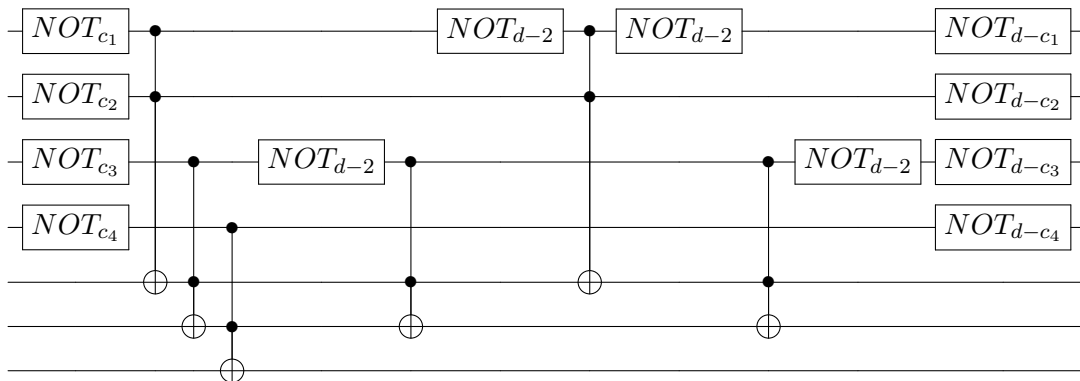 $NOT_{c_1}$ $NOT_{d-2}$ $NOT_{d-2}$ $NOT_{d-c_1}$
$NOT_{c_2}$ $NOT_{d-c_2}$
$NOT_{c_3}$ $NOT_{d-2}$ $NOT_{d-2}$ $NOT_{d-c_3}$
$NOT_{c_4}$ $NOT_{d-c_4}$